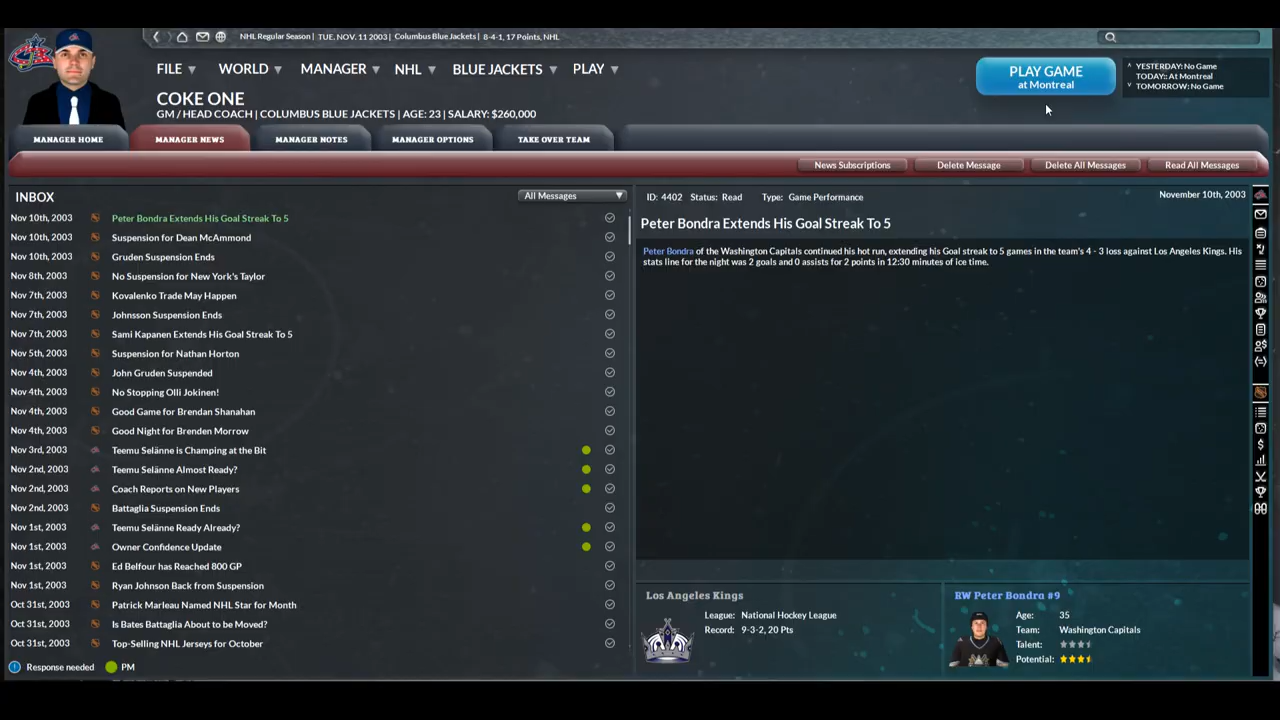 NHL Regular Season | TUE. NOV. 11 2003 | Columbus Blue Jackets | 8-4-1, 17 Points, NHL
FILE WORLD MANAGER NHL BLUE JACKETS PLAY
PLAY GAME
at Montreal
YESTERDAY: No Game
TODAY:: At Montreal
TOMORROW: No Game
COKE ONE
GM / HEAD COACH | COLUMBUS BLUE JACKETS | AGE: 23 | SALARY: $260,000
MANAGER HOME MANAGER NEWS MANAGER NOTES MANAGER OPTIONS TAKE OVER TEAM
News Subscriptions Delete Message Delete All Messages Read All Messages
INBOX All Messages
Nov 10th, 2003 Peter Bondra Extends His Goal Streak To 5
Nov 10th, 2003 Suspension for Dean McAmmond
Nov 10th, 2003 Gruden Suspension Ends
Nov 8th, 2003 No Suspension for New York's Taylor
Nov 7th, 2003 Kovalenko Trade May Happen
Nov 7th, 2003 Johnsson Suspension Ends
Nov 7th, 2003 Sami Kapanen Extends His Goal Streak To 5
Nov 5th, 2003 Suspension for Nathan Horton
Nov 4th, 2003 John Gruden Suspended
Nov 4th, 2003 No Stopping Olli Jokinen!
Nov 4th, 2003 Good Game for Brendan Shanahan
Nov 4th, 2003 Good Night for Brenden Morrow
Nov 3rd, 2003 Teemu Selänne is Champing at the Bit
Nov 2nd, 2003 Teemu Selänne Almost Ready?
Nov 2nd, 2003 Coach Reports on New Players
Nov 2nd, 2003 Battaglia Suspension Ends
Nov 1st, 2003 Teemu Selänne Ready Already?
Nov 1st, 2003 Owner Confidence Update
Nov 1st, 2003 Ed Belfour has Reached 800 GP
Nov 1st, 2003 Ryan Johnson Back from Suspension
Oct 31st, 2003 Patrick Marleau Named NHL Star for Month
Oct 31st, 2003 Is Bates Battaglia About to be Moved?
Oct 31st, 2003 Top-Selling NHL Jerseys for October
Response needed PM
ID: 4402 Status: Read Type: Game Performance November 10th, 2003
Peter Bondra Extends His Goal Streak To 5
Peter Bondra of the Washington Capitals continued his hot run, extending his Goal streak to 5 games in the team's 4 - 3 loss against Los Angeles Kings. His
stats line for the night was 2 goals and 0 assists for 2 points in 12:30 minutes of ice time.
Los Angeles Kings
League: National Hockey League
Record: 9-3-2, 20 Pts
RW Peter Bondra #9
Age: 35
Team: Washington Capitals
Talent:
Potential: